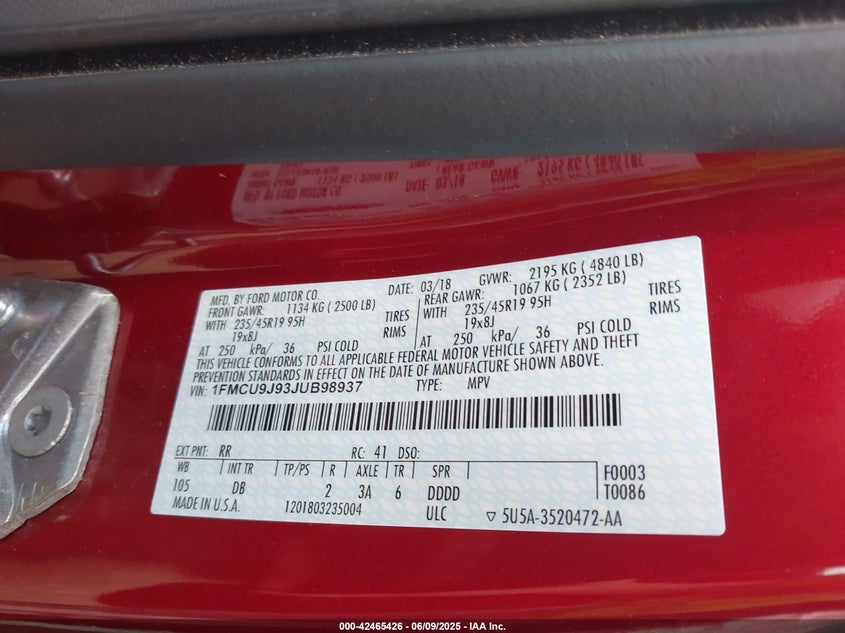 MFD. BY FORD MOTOR CO. DATE: 03/18 GVWR: 2195 KG ( 4840 LB)
FRONT GAWR: 1134 KG ( 2500 LB) REAR GAWR: 1067 KG ( 2352 LB)
WITH 235/45R19 95H TIRES WITH 235/45R19 95H TIRES
19x8J RIMS 19x8J RIMS
AT 250 kPa/ 36 PSI COLD AT 250 kPa/ 36 PSI COLD
THIS VEHICLE CONFORMS TO ALL APPLICABLE FEDERAL MOTOR VEHICLE SAFETY AND THEFT
PREVENTION STANDARDS IN EFFECT ON THE DATE OF MANUFACTURE SHOWN ABOVE.
VIN: 1FMCU9J93JUB98937 TYPE: MPV
EXT PNT: RR RC: 41 DSO:
WB INT TR TP/PS R AXLE TR SPR F0003
105 DB 2 3A 6 DDDD T0086
MADE IN U.S.A. 1201803235004 ULC ▽ 5U5A-3520472-AA
000-42465426 | 06/09/2025 - IAA Inc.